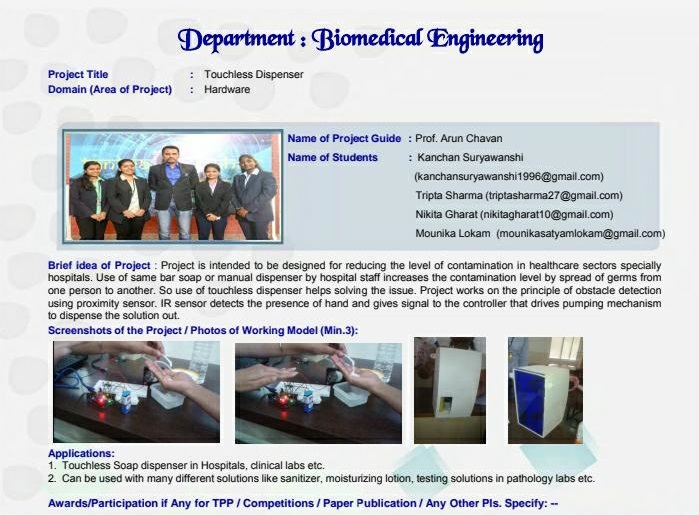 Department : Biomedical Engineering
Project Title : Touchless Dispenser
Domain (Area of Project) : Hardware
Name of Project Guide : Prof. Arun Chavan
Name of Students : Kanchan Suryawanshi
(kanchansuryawanshi1996@gmail.com)
Tripta Sharma (triptasharma27@gmail.com)
Nikita Gharat (nikitagharat10@gmail.com)
Mounika Lokam (mounikasatyamlokam@gmail.com)
Brief idea of Project : Project is intended to be designed for reducing the level of contamination in healthcare sectors specially
hospitals. Use of same bar soap or manual dispenser by hospital staff increases the contamination level by spread of germs from
one person to another. So use of touchless dispenser helps solving the issue. Project works on the principle of obstacle detection
using proximity sensor. IR sensor detects the presence of hand and gives signal to the controller that drives pumping mechanism
to dispense the solution out.
Screenshots of the Project / Photos of Working Model (Min.3):
Applications:
1. Touchless Soap dispenser in Hospitals, clinical labs etc.
2. Can be used with many different solutions like sanitizer, moisturizing lotion, testing solutions in pathology labs etc.
Awards/Participation if Any for TPP / Competitions / Paper Publication / Any Other Pls. Specify: --